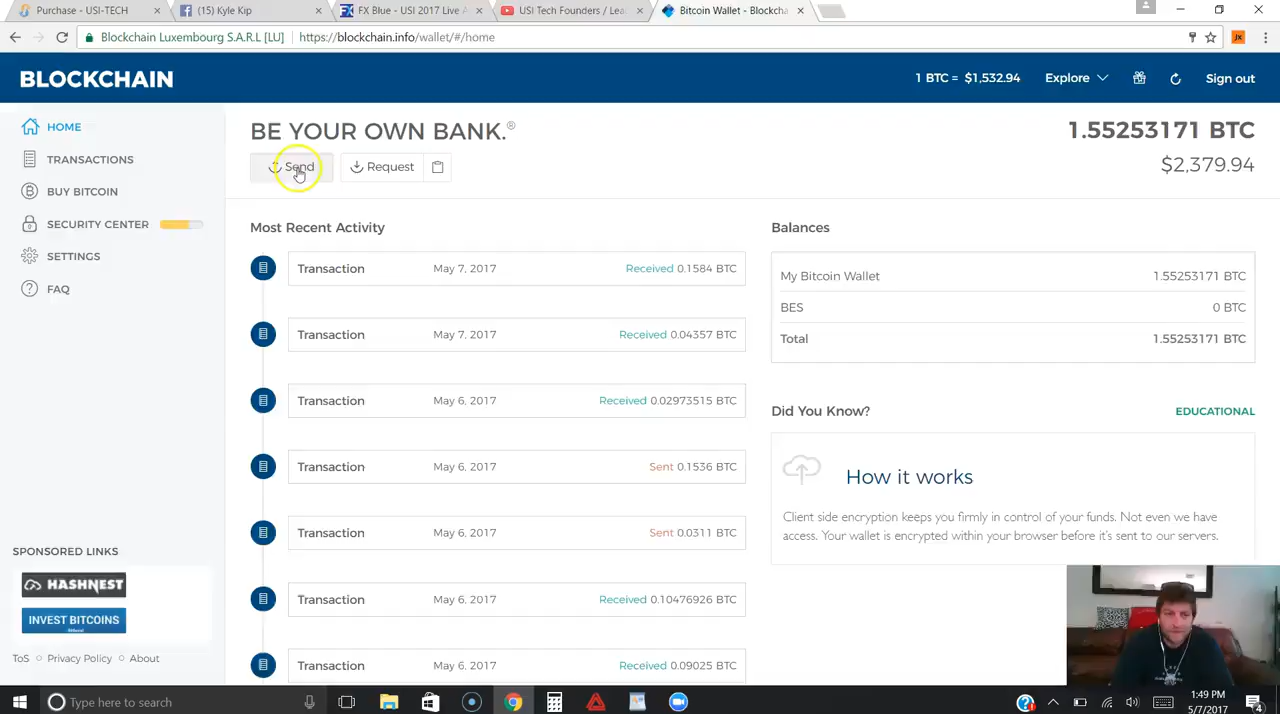 Purchase - USI-TECH
(15) Kyle Kip
FX Blue - USI 2017 Live A
USI Tech Founders / Lea
Bitcoin Wallet - Blockcha
Blockchain Luxembourg S.A.R.L [LU]
https://blockchain.info/wallet/#/home
JX
BLOCKCHAIN
1 BTC = $1,532.94
Explore
Sign out
HOME
TRANSACTIONS
BUY BITCOIN
SECURITY CENTER
SETTINGS
FAQ
BE YOUR OWN BANK.®
1.55253171 BTC
$2,379.94
Send
Request
Most Recent Activity
Transaction May 7, 2017 Received 0.1584 BTC
Transaction May 7, 2017 Received 0.04357 BTC
Transaction May 6, 2017 Received 0.02973515 BTC
Transaction May 6, 2017 Sent 0.1536 BTC
Transaction May 6, 2017 Sent 0.0311 BTC
Transaction May 6, 2017 Received 0.10476926 BTC
Transaction May 6, 2017 Received 0.09025 BTC
Balances
My Bitcoin Wallet 1.55253171 BTC
BES 0 BTC
Total 1.55253171 BTC
Did You Know?
EDUCATIONAL
How it works
Client side encryption keeps you firmly in control of your funds. Not even we have
access. Your wallet is encrypted within your browser before it's sent to our servers.
SPONSORED LINKS
HASHNEST
INVEST BITCOINS
ToS Privacy Policy About
Type here to search
1:49 PM
5/7/2017
4